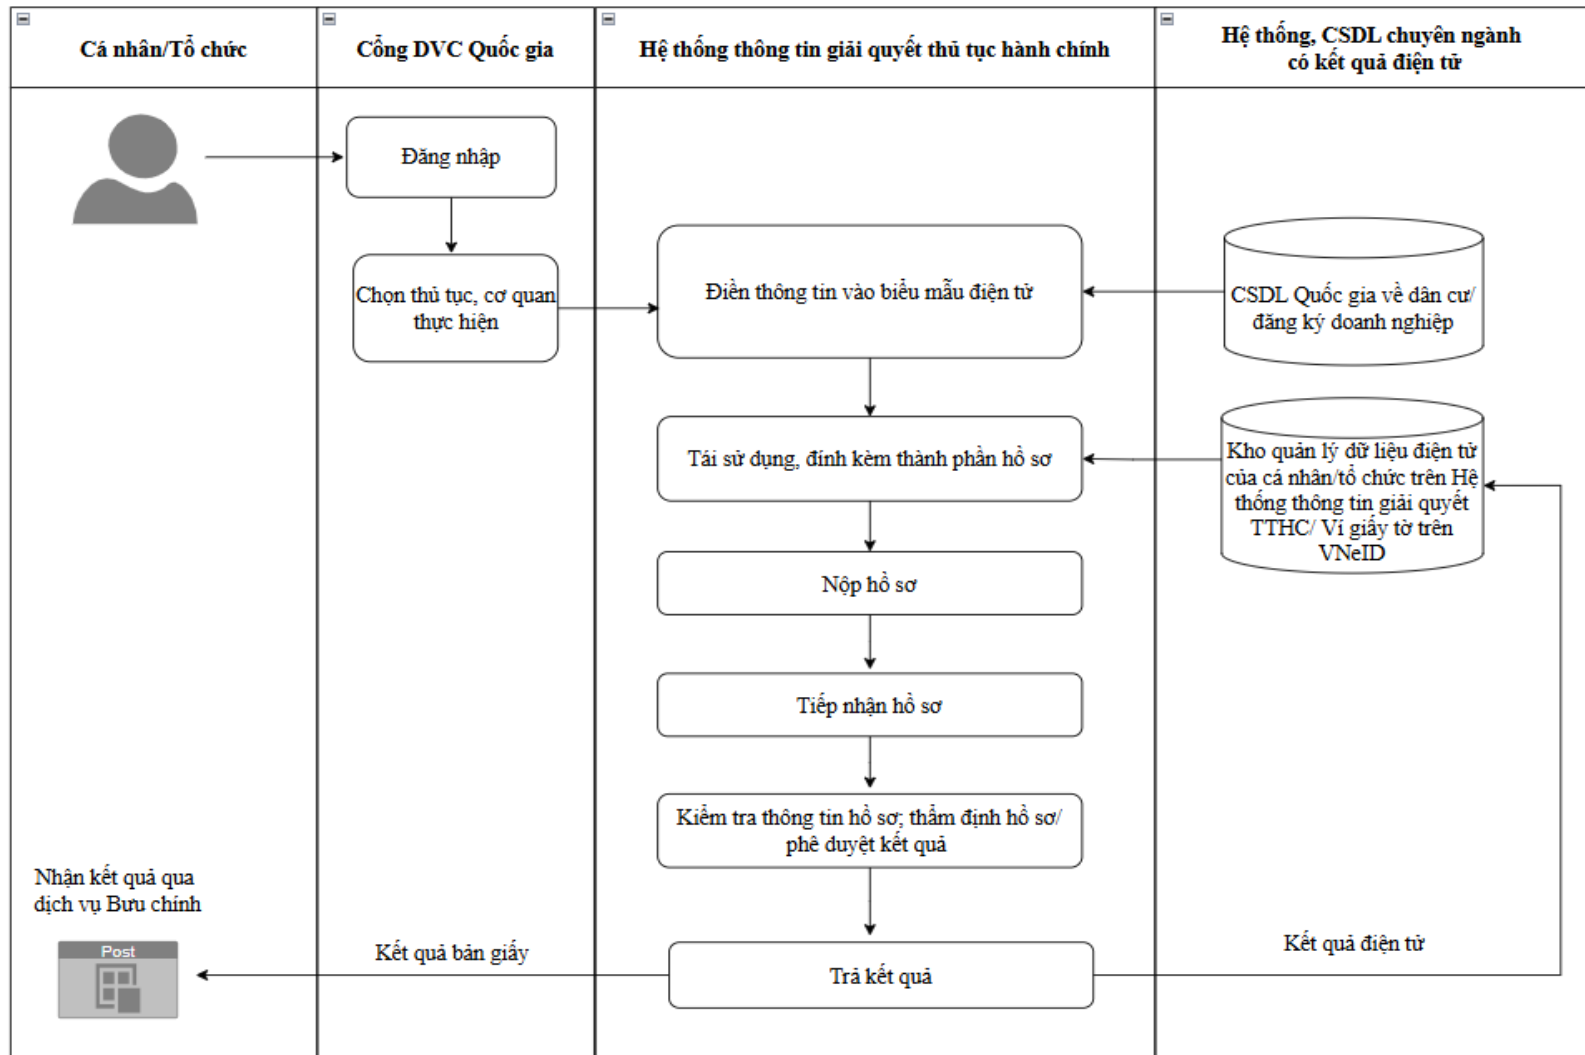 Cá nhân/Tổ chức
Cổng DVC Quốc gia
Hệ thống thông tin giải quyết thủ tục hành chính
Hệ thống, CSDL chuyên ngành
có kết quả điện tử
Đăng nhập
Chọn thủ tục, cơ quan
thực hiện
Điền thông tin vào biểu mẫu điện tử
CSDL Quốc gia về dân cư/
đăng ký doanh nghiệp
Tái sử dụng, đính kèm thành phần hồ sơ
Kho quản lý dữ liệu điện tử
của cá nhân/tổ chức trên Hệ
thống thông tin giải quyết
TTHC/ Ví giấy tờ trên
VNeID
Nộp hồ sơ
Tiếp nhận hồ sơ
Kiểm tra thông tin hồ sơ; thẩm định hồ sơ/
phê duyệt kết quả
Nhận kết quả qua
dịch vụ Bưu chính
Post
Kết quả bản giấy
Trả kết quả
Kết quả điện tử